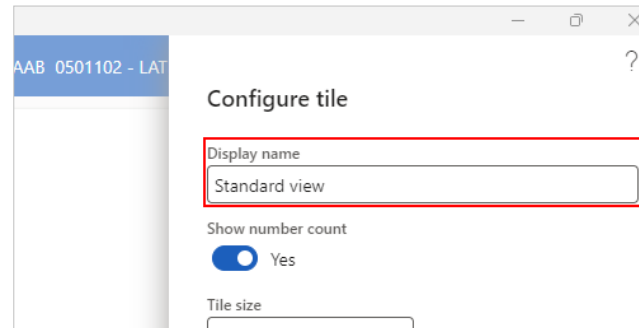 AAB 0501102 - LAT
?
Configure tile
Display name
Standard view
Show number count
Yes
Tile size